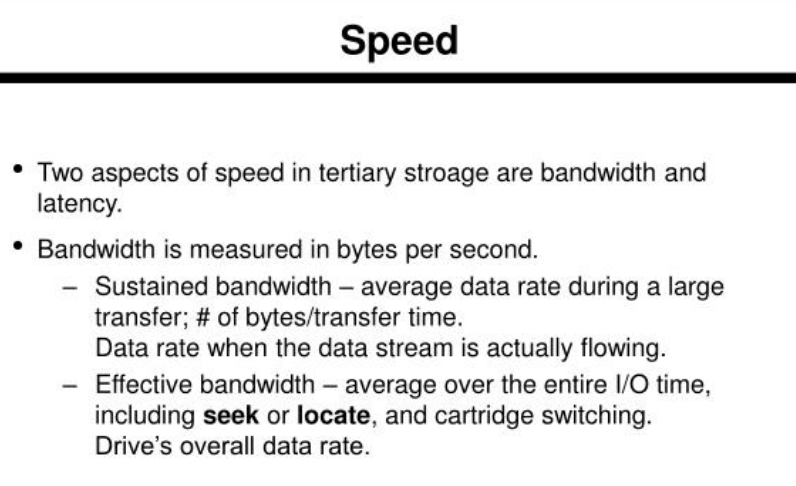 Speed
• Two aspects of speed in tertiary stroage are bandwidth and
latency.
• Bandwidth is measured in bytes per second.
– Sustained bandwidth – average data rate during a large
transfer; # of bytes/transfer time.
Data rate when the data stream is actually flowing.
– Effective bandwidth – average over the entire I/O time,
including seek or locate, and cartridge switching.
Drive's overall data rate.